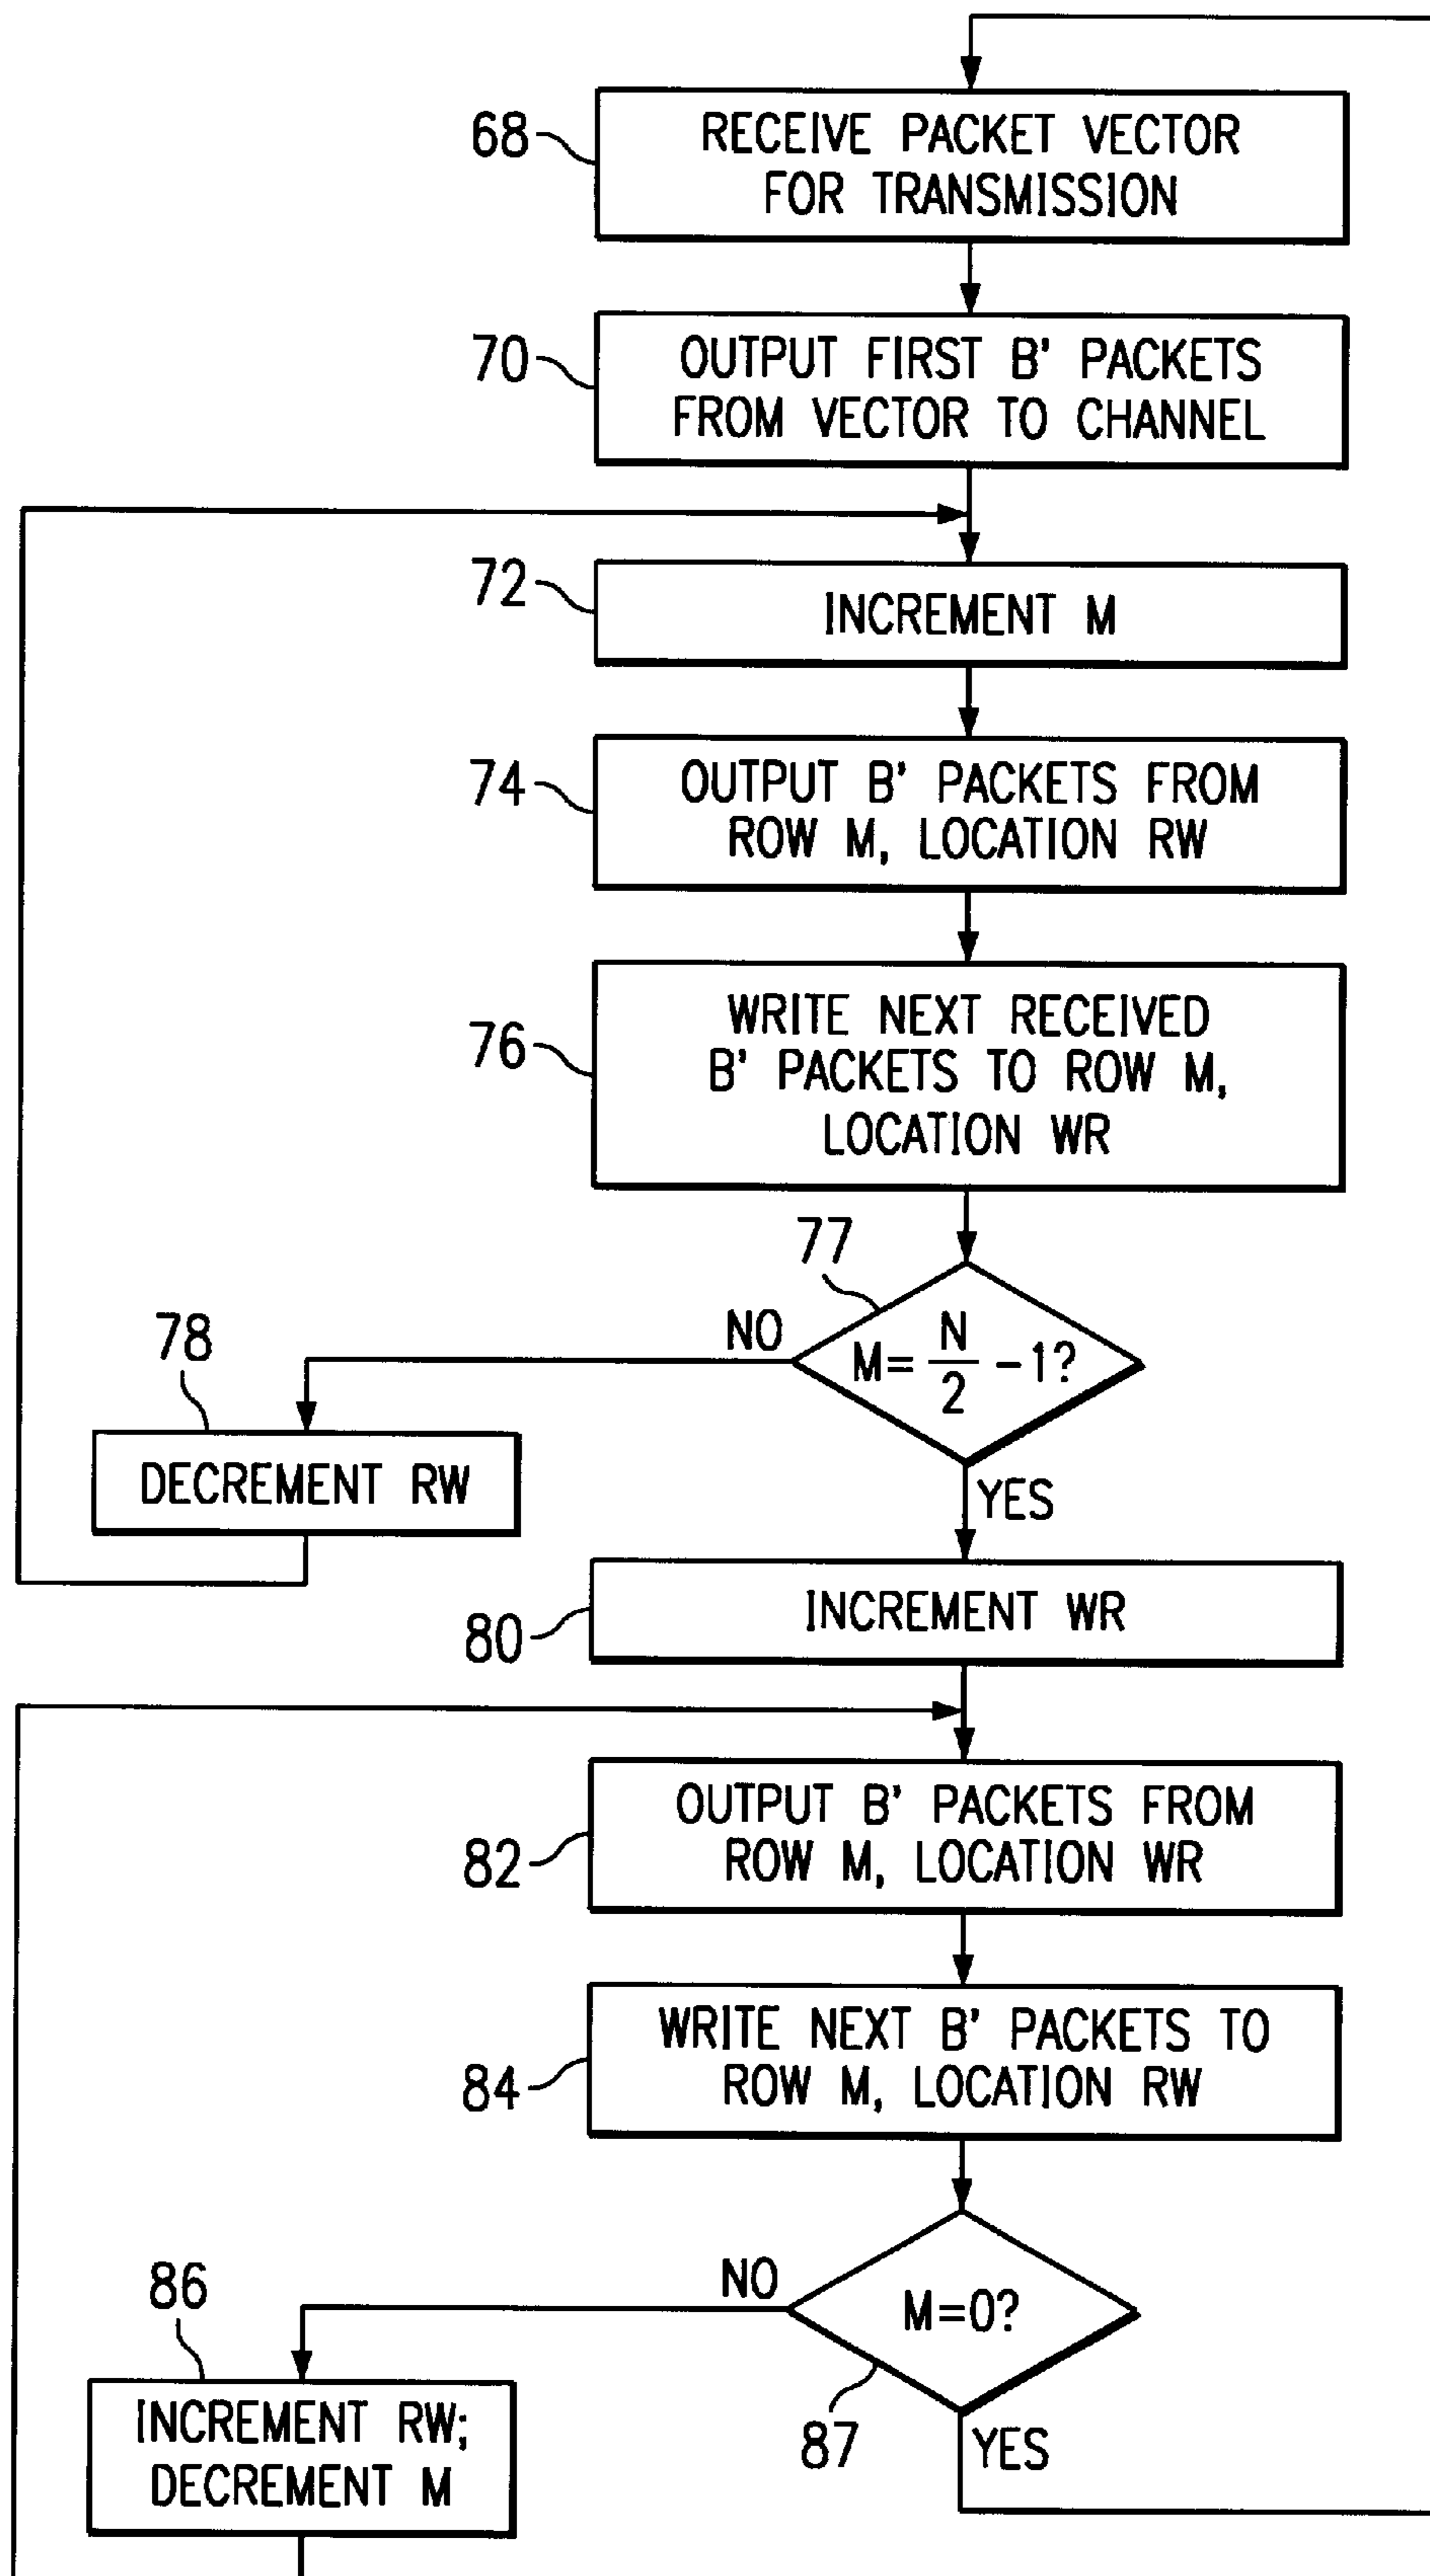 68
RECEIVE PACKET VECTOR
FOR TRANSMISSION
70
OUTPUT FIRST B' PACKETS
FROM VECTOR TO CHANNEL
72
INCREMENT M
74
OUTPUT B' PACKETS FROM
ROW M, LOCATION RW
76
WRITE NEXT RECEIVED
B' PACKETS TO ROW M,
LOCATION WR
77
M= N/2 -1?
NO
78
DECREMENT RW
YES
80
INCREMENT WR
82
OUTPUT B' PACKETS FROM
ROW M, LOCATION WR
84
WRITE NEXT B' PACKETS TO
ROW M, LOCATION RW
M=0?
87
NO
86
INCREMENT RW;
DECREMENT M
YES